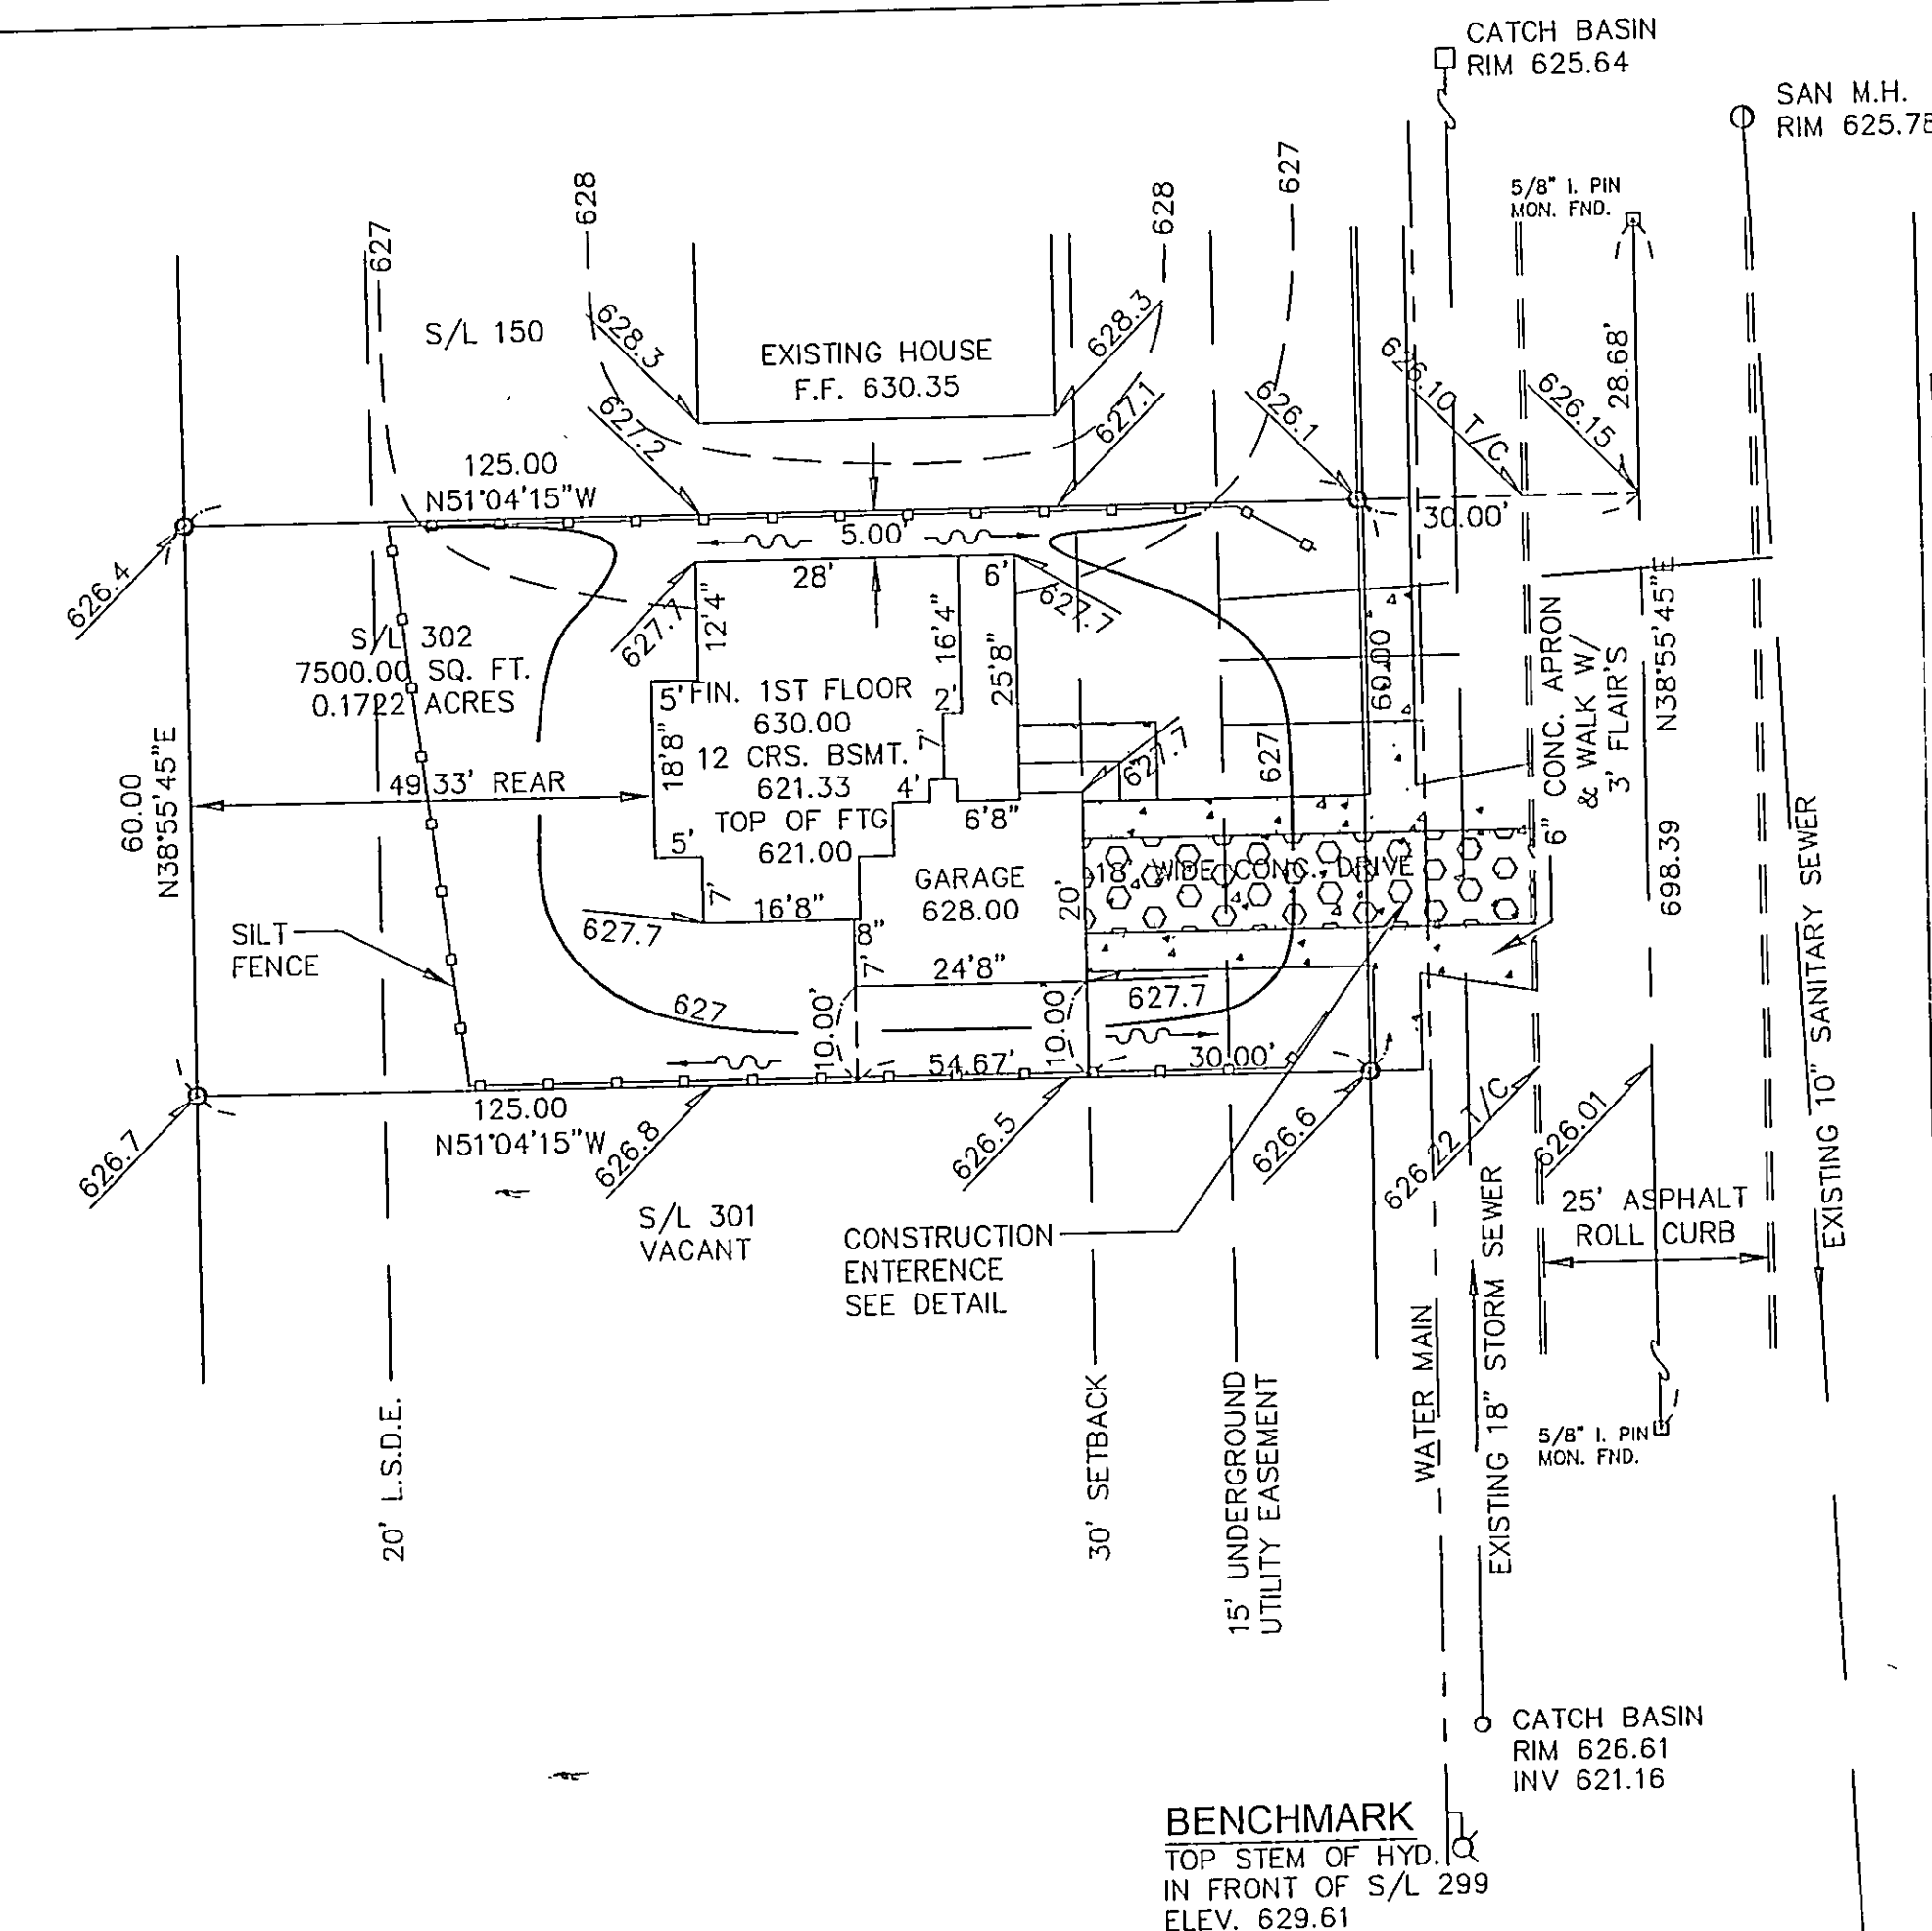 CATCH BASIN
RIM 625.64
SAN M.H.
RIM 625.78
5/8" I. PIN
MON. FND.
627
628
628
627
S/L 150
628.3
EXISTING HOUSE
F.F. 630.35
628.3
627.2
627.1
626.1
626.10 T/C
626.15
28.68'
125.00
N51°04'15"W
5.00'
30.00'
626.4
28'
6'
627.7
627.7
12'4"
16'4"
25'8"
S/L 302
7500.00 SQ. FT.
0.1722 ACRES
5'
FIN. 1ST FLOOR
630.00
12 CRS. BSMT.
621.33
TOP OF FTG
621.00
2'
7'
4'
6'8"
18'8"
5'
7'
16'8"
627.7
627
60.00
6" CONC. APRON
& WALK W/
3' FLAIR'S
N38°55'45"E
698.39
60.00
N38°55'45"E
49.33' REAR
GARAGE
628.00
20'
18' WIDE CONC. DRIVE
627.7
8"
7'
24'8"
627.7
SILT
FENCE
627
10.00'
10.00'
54.67'
30.00'
125.00
N51°04'15"W
626.7
626.8
626.5
626.6
626.22 T/C
626.01
S/L 301
VACANT
CONSTRUCTION
ENTERENCE
SEE DETAIL
25' ASPHALT
ROLL CURB
EXISTING 10" SANITARY SEWER
20' L.S.D.E.
30' SETBACK
15' UNDERGROUND
UTILITY EASEMENT
WATER MAIN
EXISTING 18" STORM SEWER
5/8" I. PIN
MON. FND.
CATCH BASIN
RIM 626.61
INV 621.16
BENCHMARK
TOP STEM OF HYD.
IN FRONT OF S/L 299
ELEV. 629.61